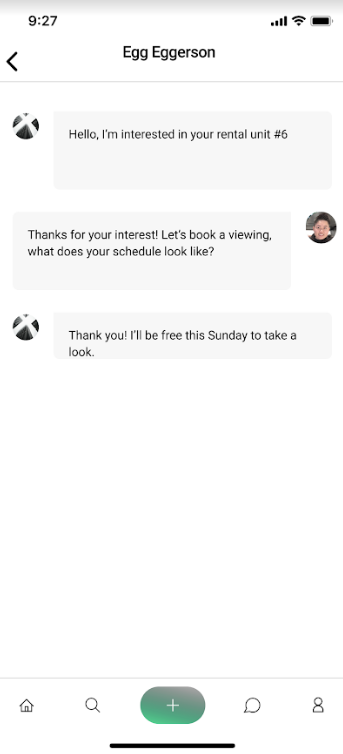 9:27
Egg Eggerson
Hello, I'm interested in your rental unit #6
Thanks for your interest! Let's book a viewing,
what does your schedule look like?
Thank you! I'll be free this Sunday to take a
look.